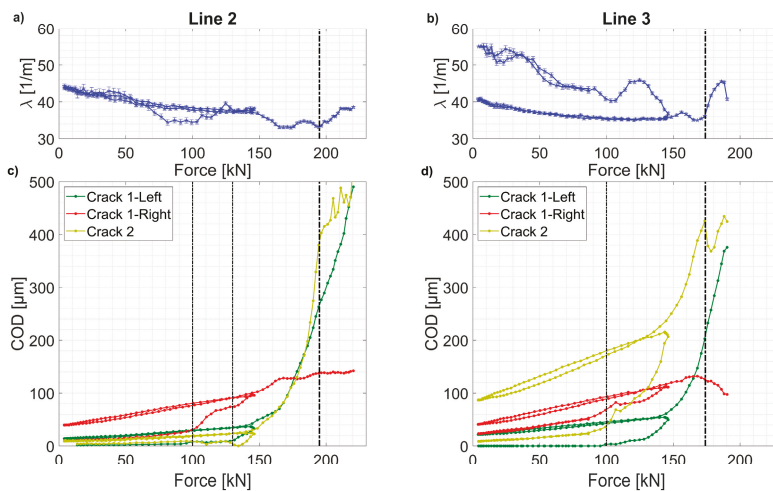 a)
Line 2
60
50
40
30
λ [1/m]
0
50
100
150
200
Force [kN]
b)
Line 3
60
50
40
30
λ [1/m]
0
50
100
150
200
Force [kN]
c)
500
400
300
200
100
0
COD [µm]
Crack 1-Left
Crack 1-Right
Crack 2
0
50
100
150
200
Force [kN]
d)
500
400
300
200
100
0
COD [µm]
Crack 1-Left
Crack 1-Right
Crack 2
0
50
100
150
200
Force [kN]